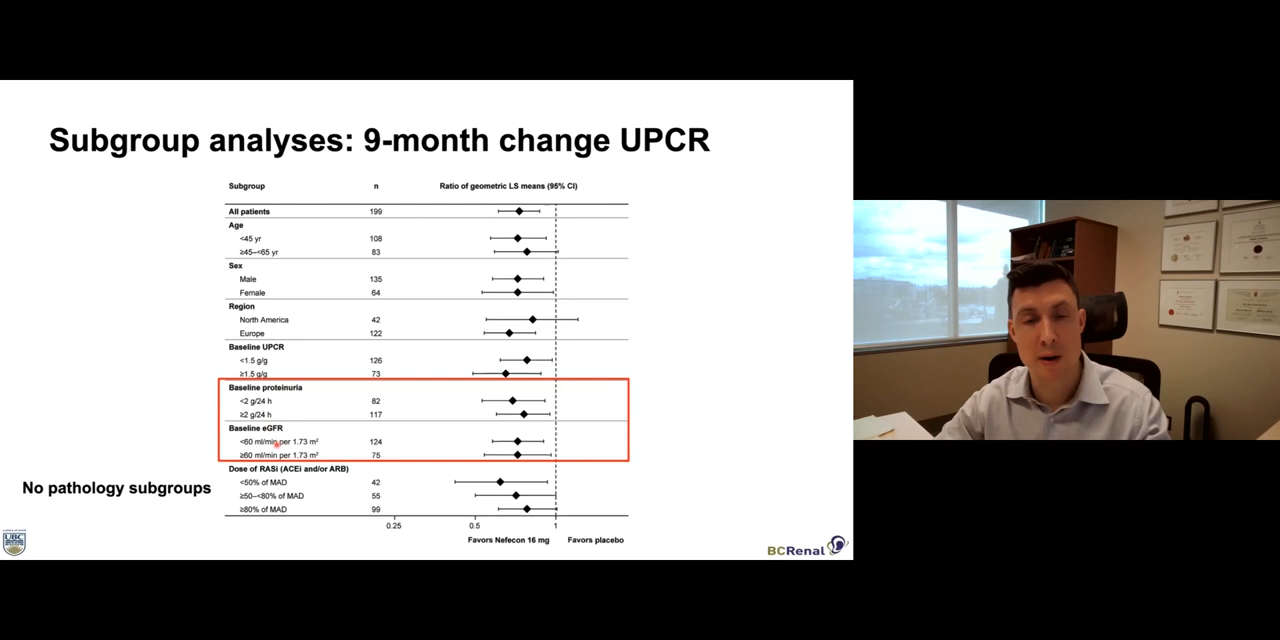 Subgroup analyses: 9-month change UPCR
Subgroup n Ratio of geometric LS means (95% CI)
All patients 199
Age
<45 yr 108
≥45–<65 yr 83
Sex
Male 135
Female 64
Region
North America 42
Europe 122
Baseline UPCR
<1.5 g/g 126
≥1.5 g/g 73
Baseline proteinuria
<2 g/24 h 82
≥2 g/24 h 117
Baseline eGFR
<60 ml/min per 1.73 m² 124
≥60 ml/min per 1.73 m² 75
Dose of RASi (ACEi and/or ARB)
<50% of MAD 42
≥50–<80% of MAD 55
≥80% of MAD 99
0.25 0.5 1
Favors Nefecon 16 mg Favors placebo
No pathology subgroups
UBC
BCRenal